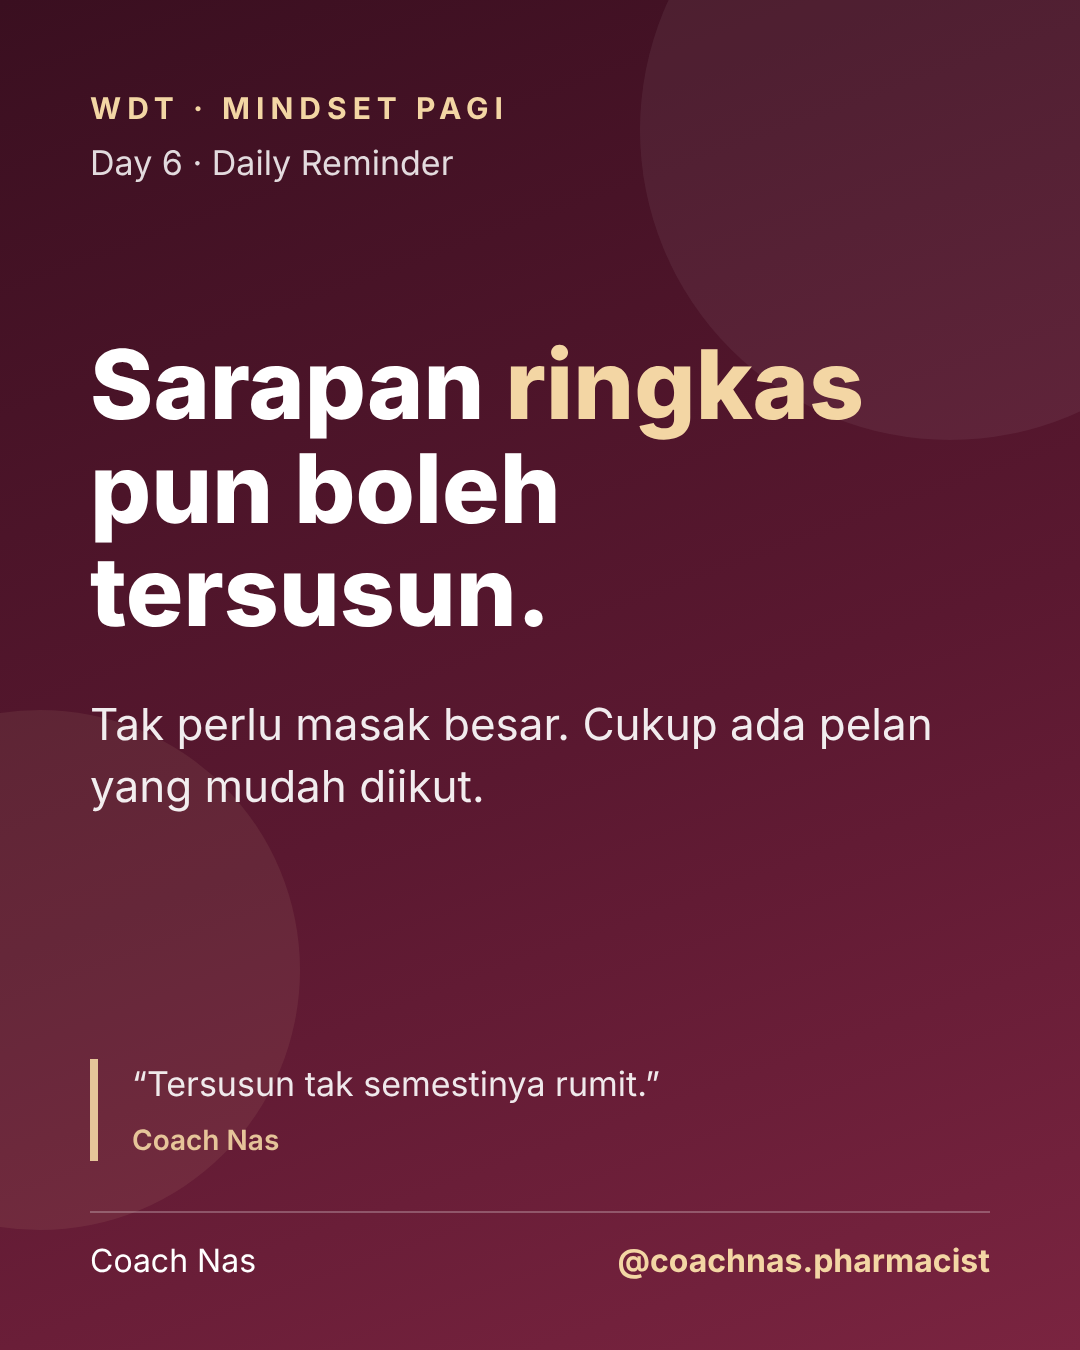 WDT · MINDSET PAGI
Day 6 · Daily Reminder
Sarapan ringkas
pun boleh
tersusun.
Tak perlu masak besar. Cukup ada pelan
yang mudah diikut.
“Tersusun tak semestinya rumit.”
Coach Nas
Coach Nas
@coachnas.pharmacist